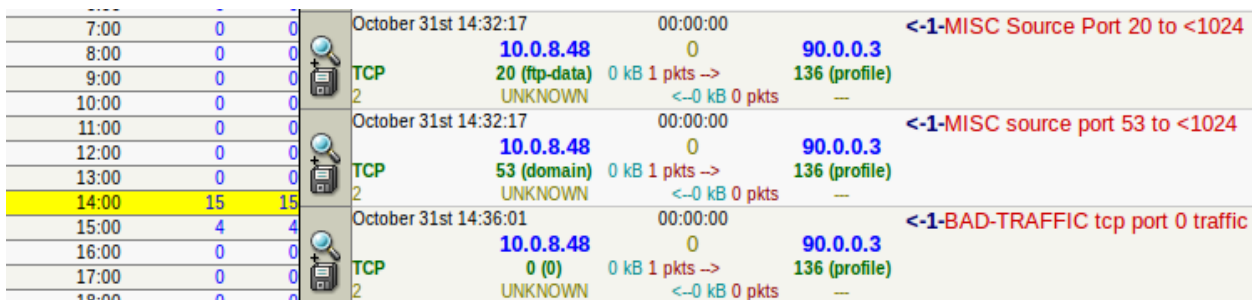 7:00 0 0
8:00 0 0
9:00 0 0
10:00 0 0
11:00 0 0
12:00 0 0
13:00 0 0
14:00 15 15
15:00 4 4
16:00 0 0
17:00 0 0
October 31st 14:32:17 00:00:00 <-1-MISC Source Port 20 to <1024
10.0.8.48 0 90.0.0.3
TCP 20 (ftp-data) 0 kB 1 pkts --> 136 (profile)
2 UNKNOWN <--0 kB 0 pkts ---
October 31st 14:32:17 00:00:00 <-1-MISC source port 53 to <1024
10.0.8.48 0 90.0.0.3
TCP 53 (domain) 0 kB 1 pkts --> 136 (profile)
2 UNKNOWN <--0 kB 0 pkts ---
October 31st 14:36:01 00:00:00 <-1-BAD-TRAFFIC tcp port 0 traffic
10.0.8.48 0 90.0.0.3
TCP 0 (0) 0 kB 1 pkts --> 136 (profile)
2 UNKNOWN <--0 kB 0 pkts ---